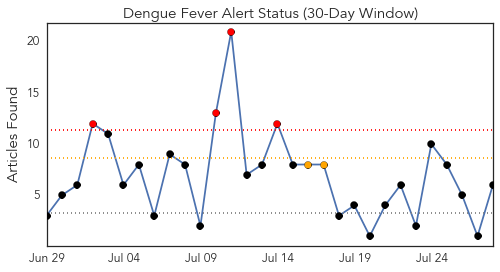 Dengue Fever Alert Status (30-Day Window)
Articles Found
20
15
10
5
Jun 29 Jul 04 Jul 09 Jul 14 Jul 19 Jul 24